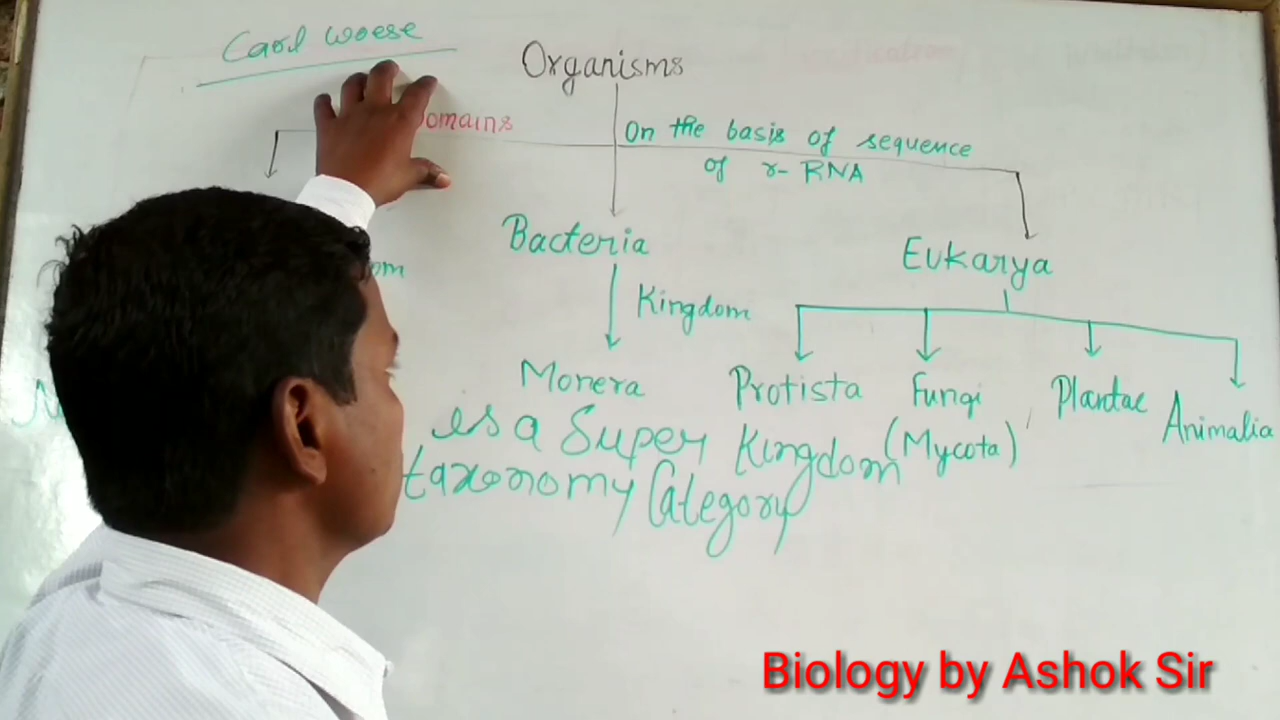 Carl woese
Organisms
Domains
On the basis of sequence
of r-RNA
Bacteria
Eukarya
Kingdom
Monera
Protista
Fungi
(Mycota)
Plantae
Animalia
is a Super Kingdom
taxonomy Category
Biology by Ashok Sir